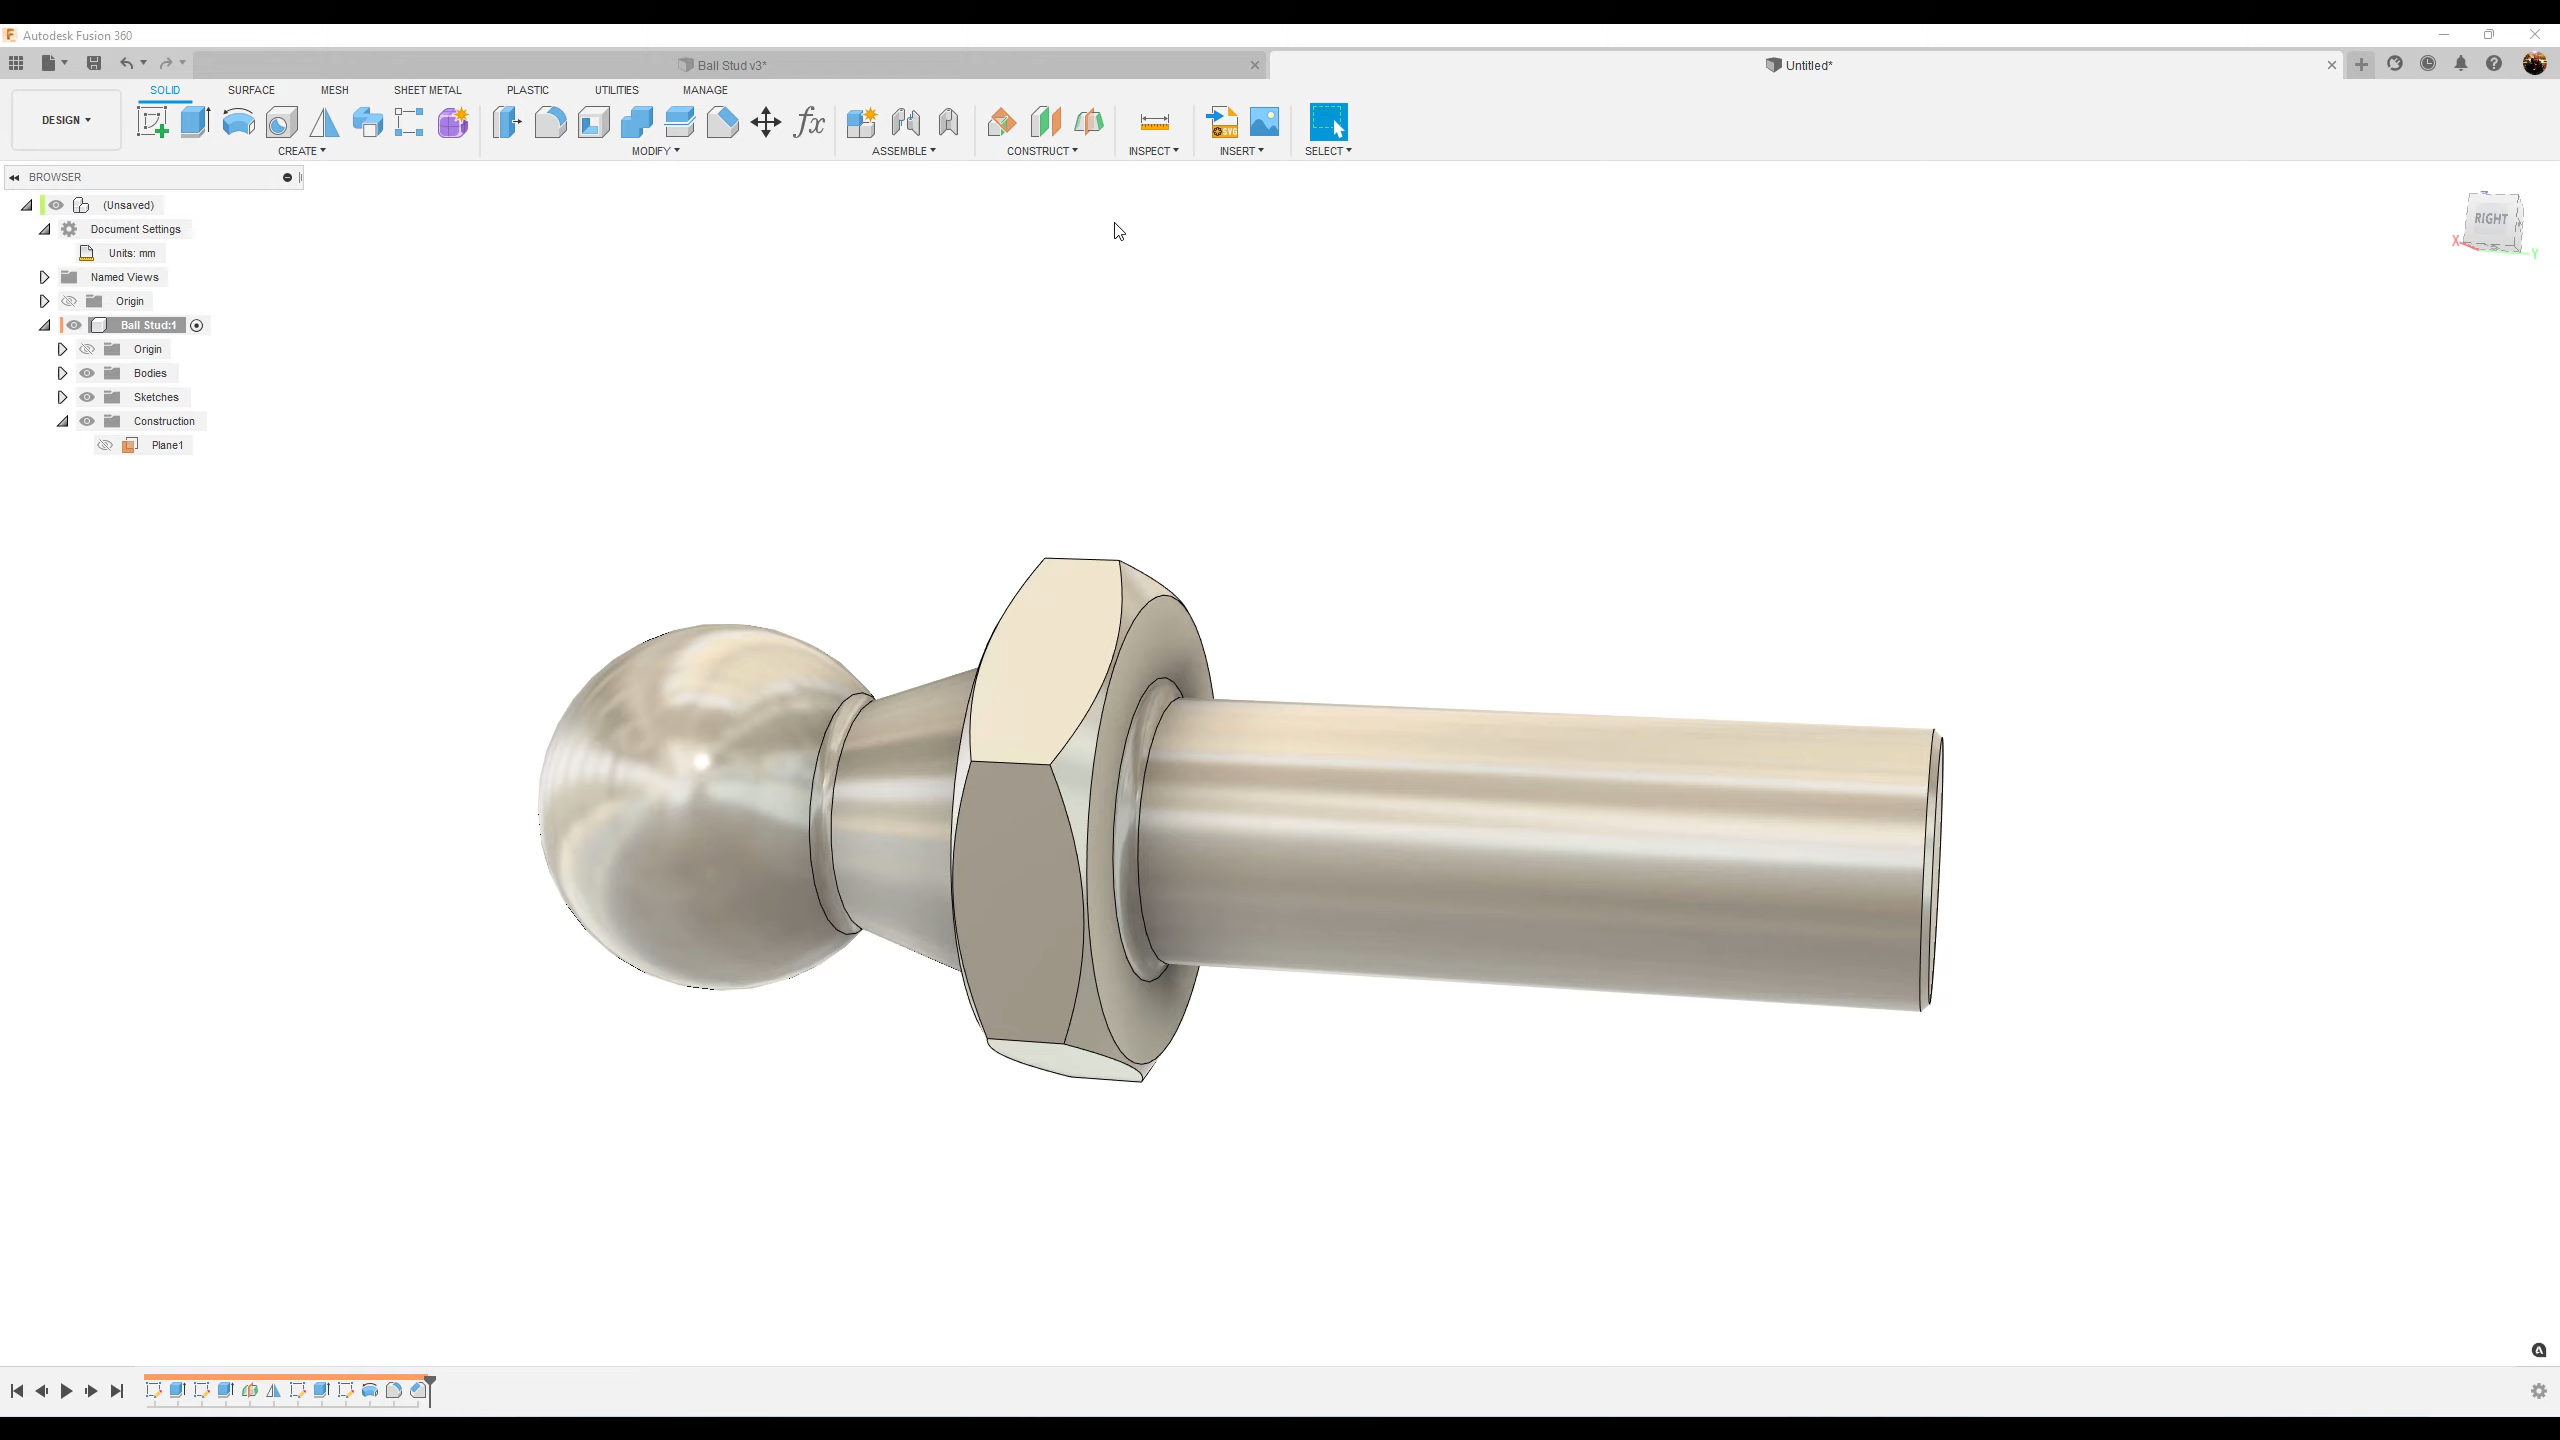 Autodesk Fusion 360
Ball Stud v3*
Untitled*
SOLID SURFACE MESH SHEET METAL PLASTIC UTILITIES MANAGE
DESIGN
fx
SVG
CREATE MODIFY ASSEMBLE CONSTRUCT INSPECT INSERT SELECT
BROWSER
(Unsaved)
Document Settings
Units: mm
Named Views
Origin
Ball Stud:1
Origin
Bodies
Sketches
Construction
Plane1
RIGHT
X
Y